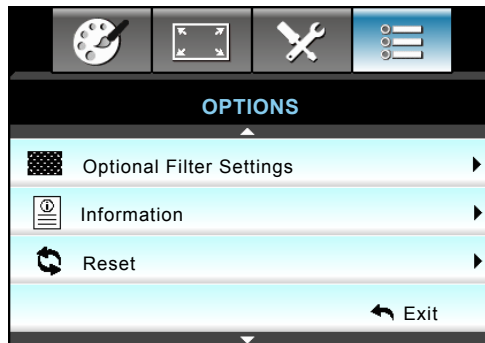 OPTIONS
Optional Filter Settings
Information
Reset
Exit